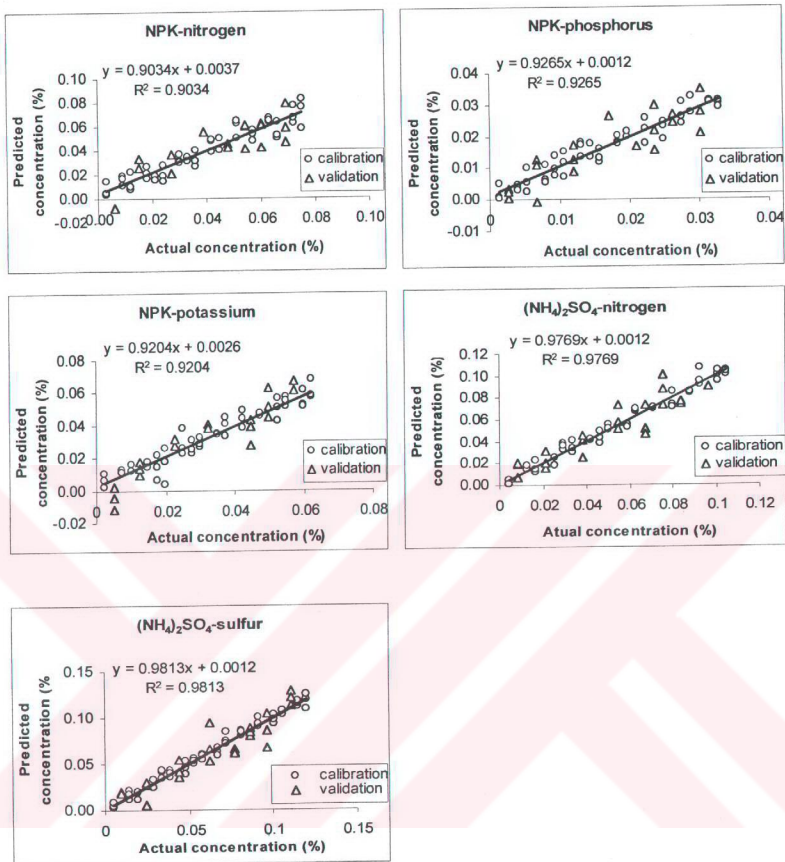 NPK-nitrogen
y = 0.9034x + 0.0037
R² = 0.9034
Predicted concentration (%)
0.10
0.08
0.06
0.04
0.02
0.00
-0.02
0.00
0.02
0.04
0.06
0.08
0.10
calibration
validation
Actual concentration (%)
NPK-phosphorus
y = 0.9265x + 0.0012
R² = 0.9265
Predicted concentration (%)
0.04
0.03
0.02
0.01
0.00
-0.01
0
0.01
0.02
0.03
0.04
calibration
validation
Actual concentration (%)
NPK-potassium
y = 0.9204x + 0.0026
R² = 0.9204
Predicted concentration (%)
0.08
0.06
0.04
0.02
0.00
-0.02
0
0.02
0.04
0.06
0.08
calibration
validation
Actual concentration (%)
(NH₄)₂SO₄-nitrogen
y = 0.9769x + 0.0012
R² = 0.9769
Predicted concentration (%)
0.12
0.10
0.08
0.06
0.04
0.02
0.00
0
0.02
0.04
0.06
0.08
0.1
0.12
calibration
validation
Atual concentration (%)
(NH₄)₂SO₄-sulfur
y = 0.9813x + 0.0012
R² = 0.9813
Predicted concentration (%
0.15
0.10
0.05
0.00
0
0.05
0.1
0.15
calibration
validation
Actual concentration (%)